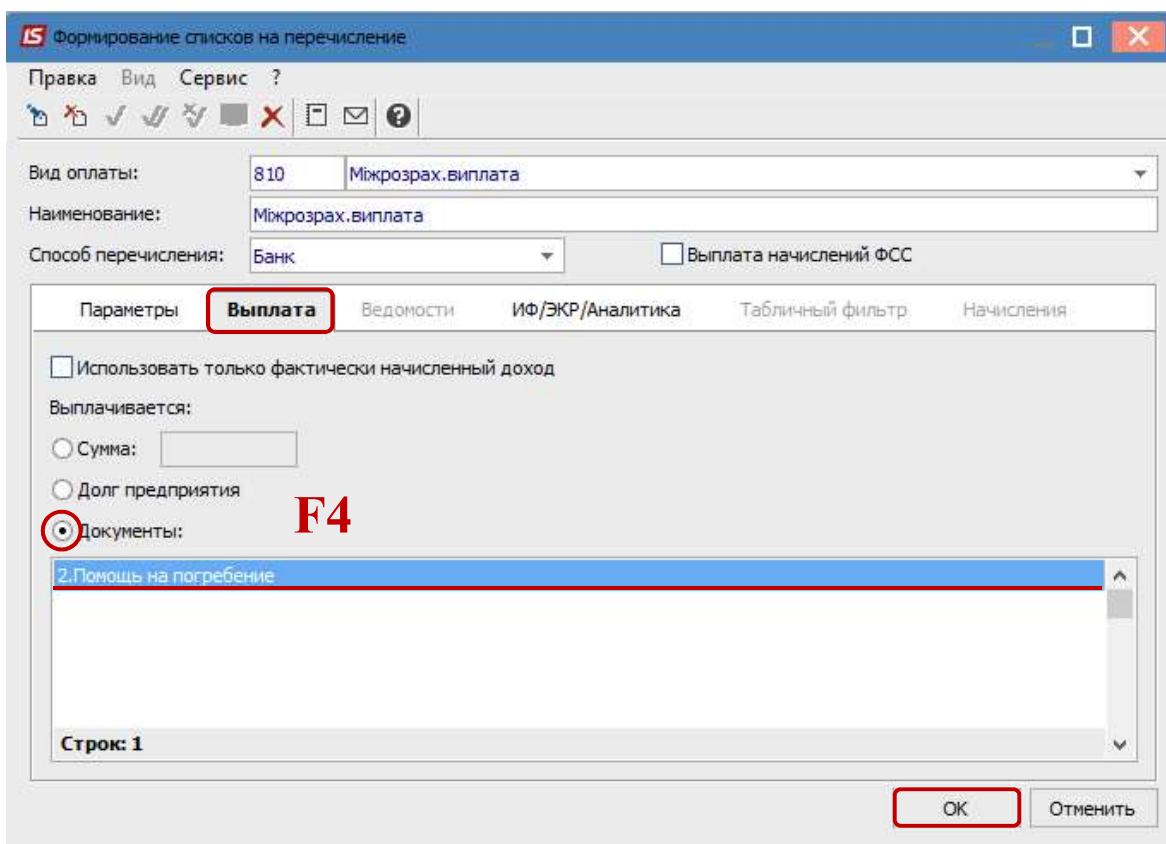 IS Формирование списков на перечисление
Правка Вид Сервис ?
Вид оплаты: 810 Міжрозрах.виплата
Наименование: Міжрозрах.виплата
Способ перечисления: Банк Выплата начислений ФСС
Параметры Выплата Ведомости ИФ/ЭКР/Аналитика Табличный фильтр Начисления
Использовать только фактически начисленный доход
Выплачивается:
Сумма:
Долг предприятия
F4
Документы:
2.Помощь на погребение
Строк: 1
OK Отменить